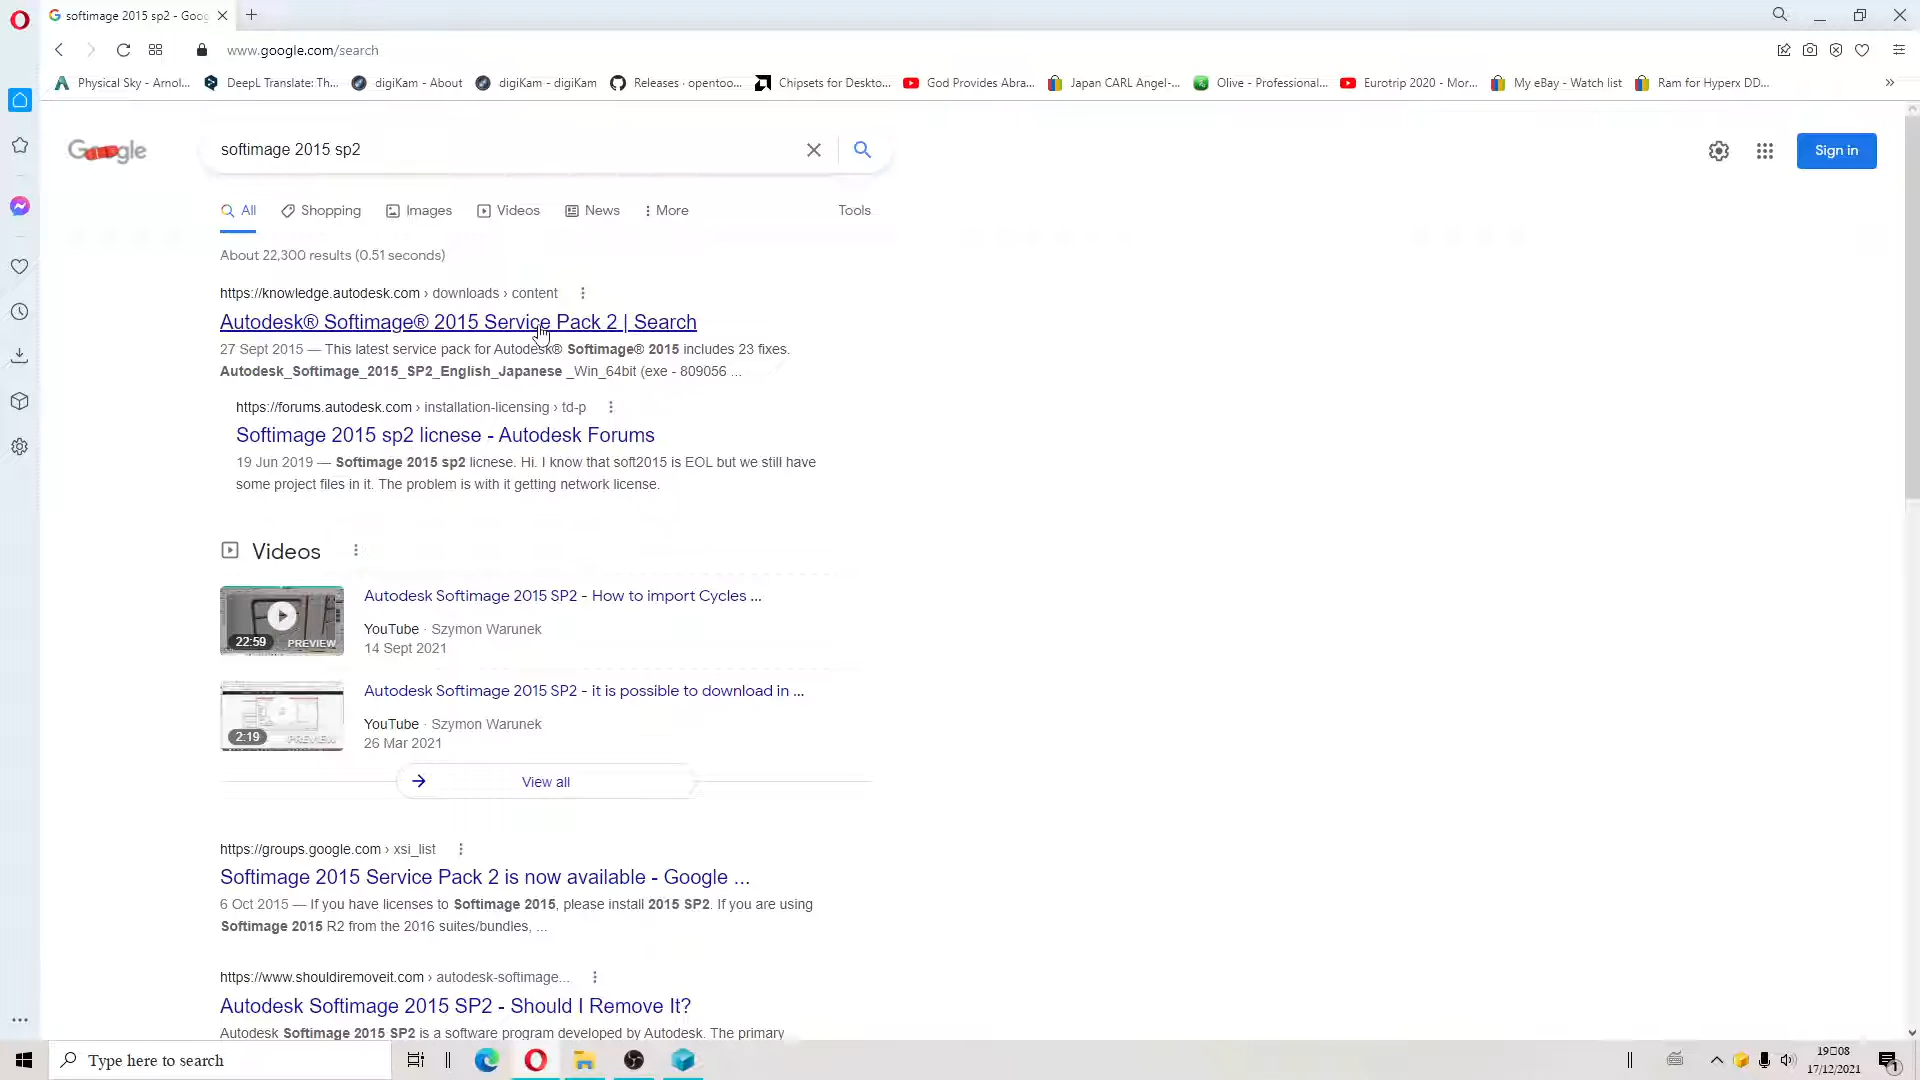 softimage 2015 sp2 - Goog
www.google.com/search
Physical Sky - Arnol...
DeepL Translate: Th...
digiKam - About
digiKam - digiKam
Releases · opentoo...
Chipsets for Deskto...
God Provides Abra...
Japan CARL Angel-...
Olive - Professional...
Eurotrip 2020 - Mor...
My eBay - Watch list
Ram for Hyperx DD...
»
Google
softimage 2015 sp2
Sign in
All
Shopping
Images
Videos
News
More
Tools
About 22,300 results (0.51 seconds)
https://knowledge.autodesk.com › downloads › content
Autodesk® Softimage® 2015 Service Pack 2 | Search
27 Sept 2015 — This latest service pack for Autodesk® Softimage® 2015 includes 23 fixes.
Autodesk_Softimage_2015_SP2_English_Japanese _Win_64bit (exe - 809056 ...
https://forums.autodesk.com › installation-licensing › td-p
Softimage 2015 sp2 licnese - Autodesk Forums
19 Jun 2019 — Softimage 2015 sp2 licnese. Hi. I know that soft2015 is EOL but we still have
some project files in it. The problem is with it getting network license.
Videos
22:59
PREVIEW
Autodesk Softimage 2015 SP2 - How to import Cycles ...
YouTube · Szymon Warunek
14 Sept 2021
2:19
PREVIEW
Autodesk Softimage 2015 SP2 - it is possible to download in ...
YouTube · Szymon Warunek
26 Mar 2021
View all
https://groups.google.com › xsi_list
Softimage 2015 Service Pack 2 is now available - Google ...
6 Oct 2015 — If you have licenses to Softimage 2015, please install 2015 SP2. If you are using
Softimage 2015 R2 from the 2016 suites/bundles, ...
https://www.shouldiremoveit.com › autodesk-softimage...
Autodesk Softimage 2015 SP2 - Should I Remove It?
Autodesk Softimage 2015 SP2 is a software program developed by Autodesk. The primary
Type here to search
19▯08
17/12/2021
1